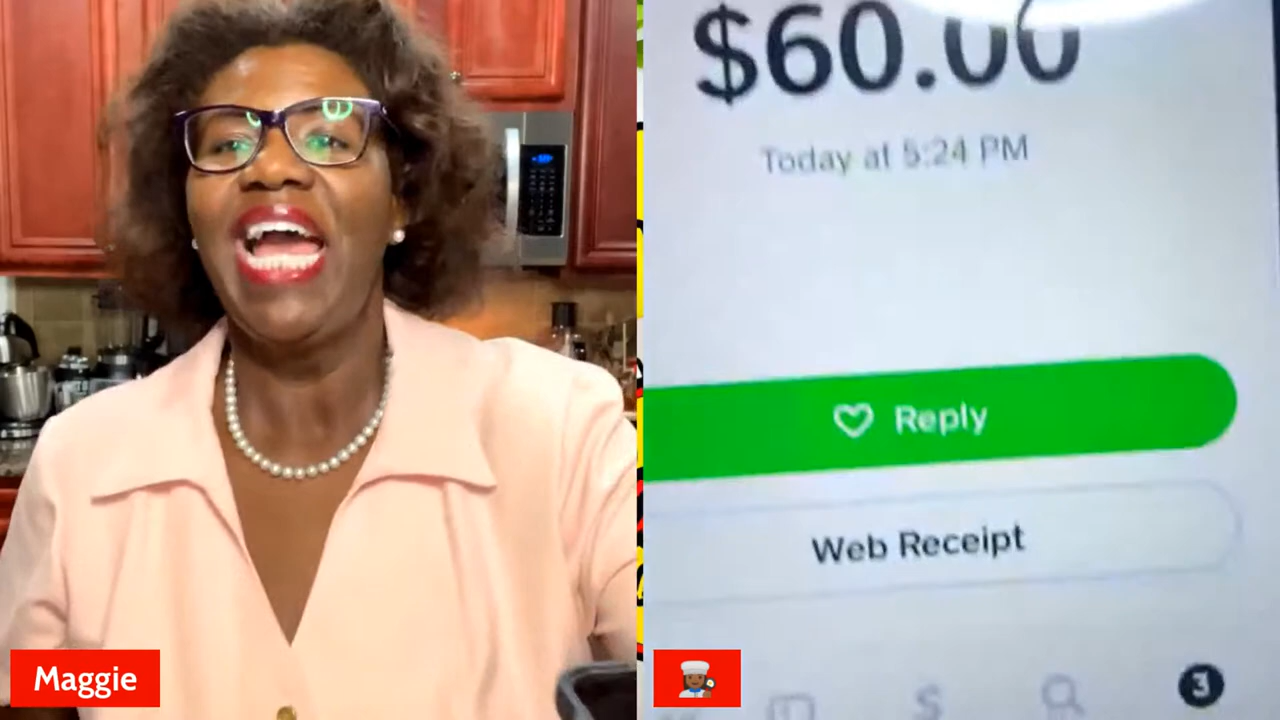 $60.00
Today at 5:24 PM
Reply
Web Receipt
Maggie
$
3